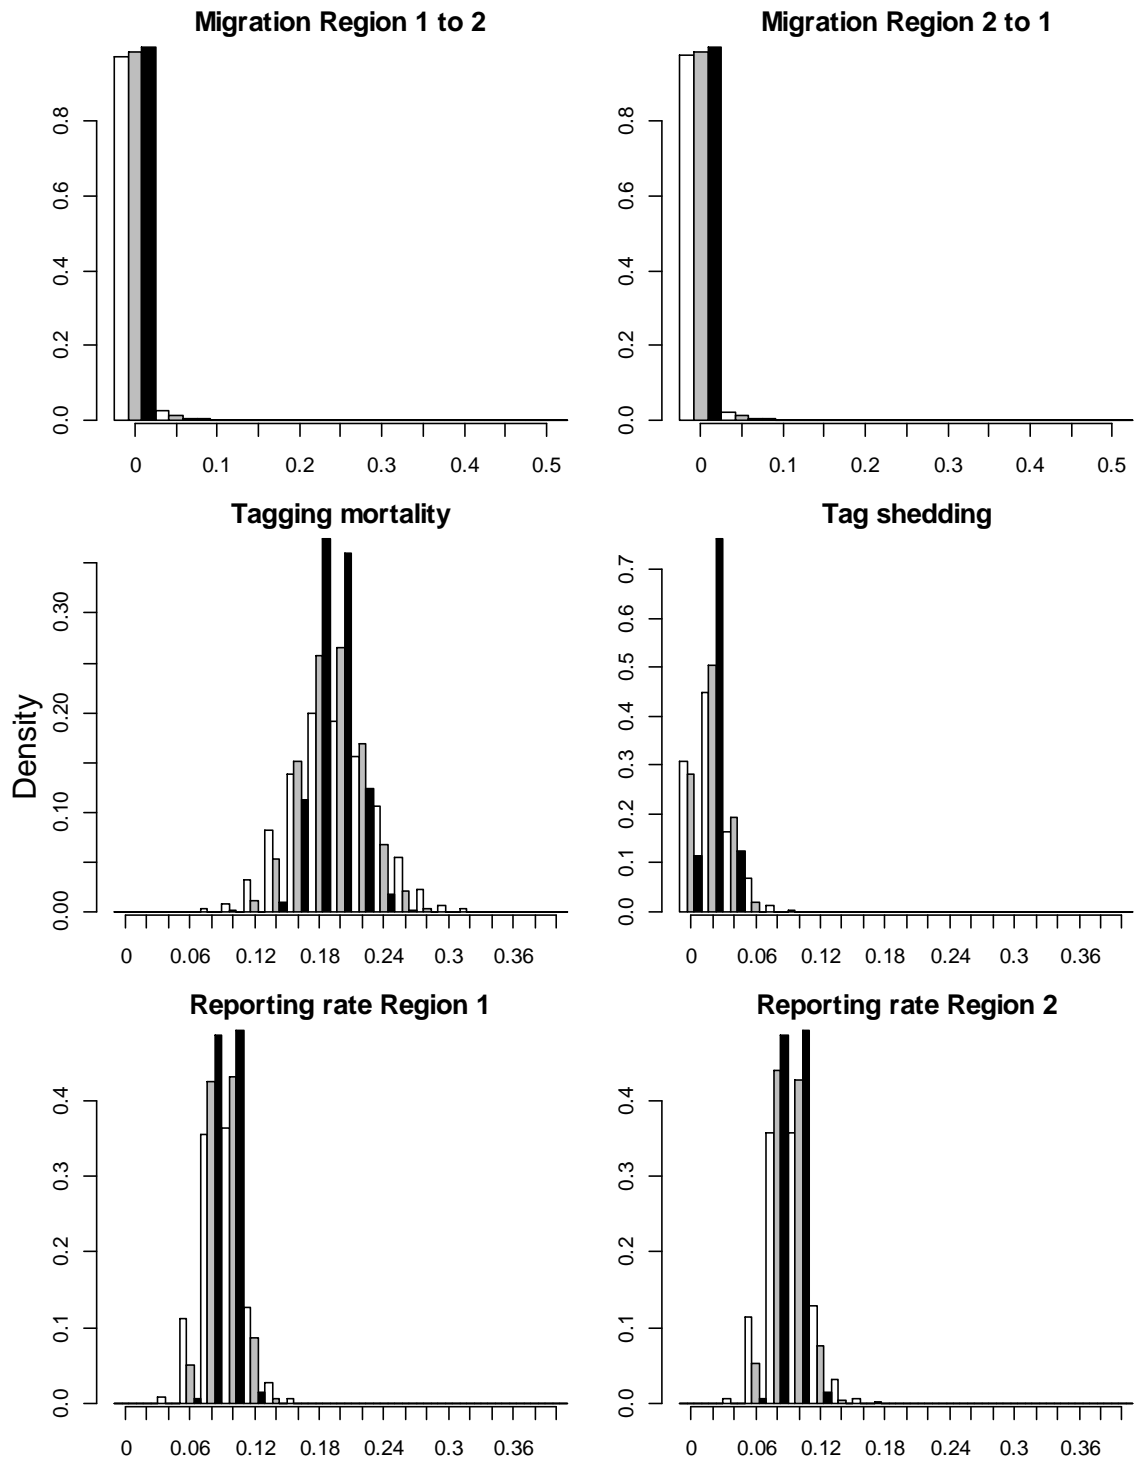 Migration Region 1 to 2
0.0 0.2 0.4 0.6 0.8
0 0.1 0.2 0.3 0.4 0.5
Migration Region 2 to 1
0.0 0.2 0.4 0.6 0.8
0 0.1 0.2 0.3 0.4 0.5
Density
Tagging mortality
0.00 0.10 0.20 0.30
0 0.06 0.12 0.18 0.24 0.3 0.36
Tag shedding
0.0 0.1 0.2 0.3 0.4 0.5 0.6 0.7
0 0.06 0.12 0.18 0.24 0.3 0.36
Reporting rate Region 1
0.0 0.1 0.2 0.3 0.4
0 0.06 0.12 0.18 0.24 0.3 0.36
Reporting rate Region 2
0.0 0.1 0.2 0.3 0.4
0 0.06 0.12 0.18 0.24 0.3 0.36